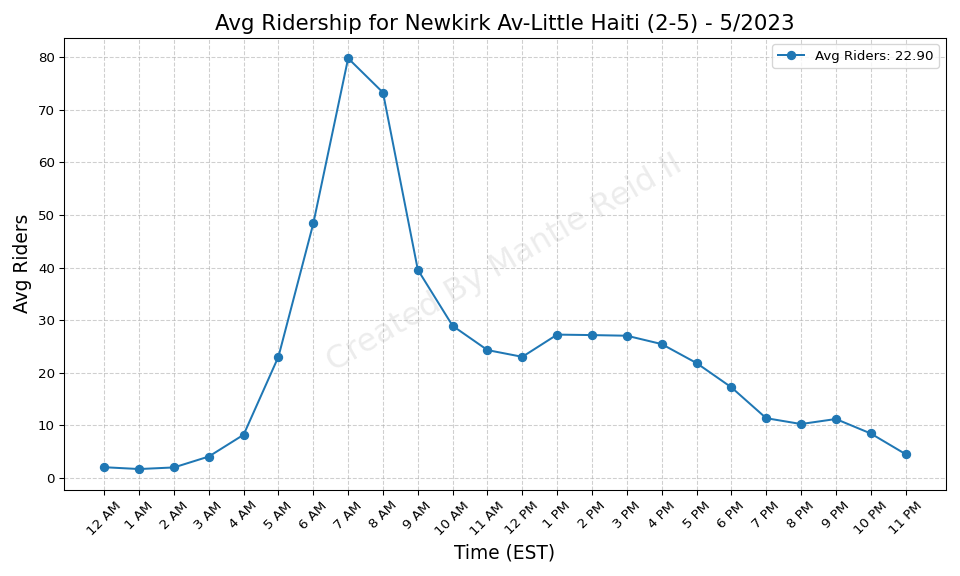 Avg Ridership for Newkirk Av-Little Haiti (2-5) - 5/2023
Avg Riders: 22.90
80
70
60
50
40
30
20
10
0
Avg Riders
Created By Mantle Reid II
12 AM
1 AM
2 AM
3 AM
4 AM
5 AM
6 AM
7 AM
8 AM
9 AM
10 AM
11 AM
12 PM
1 PM
2 PM
3 PM
4 PM
5 PM
6 PM
7 PM
8 PM
9 PM
10 PM
11 PM
Time (EST)